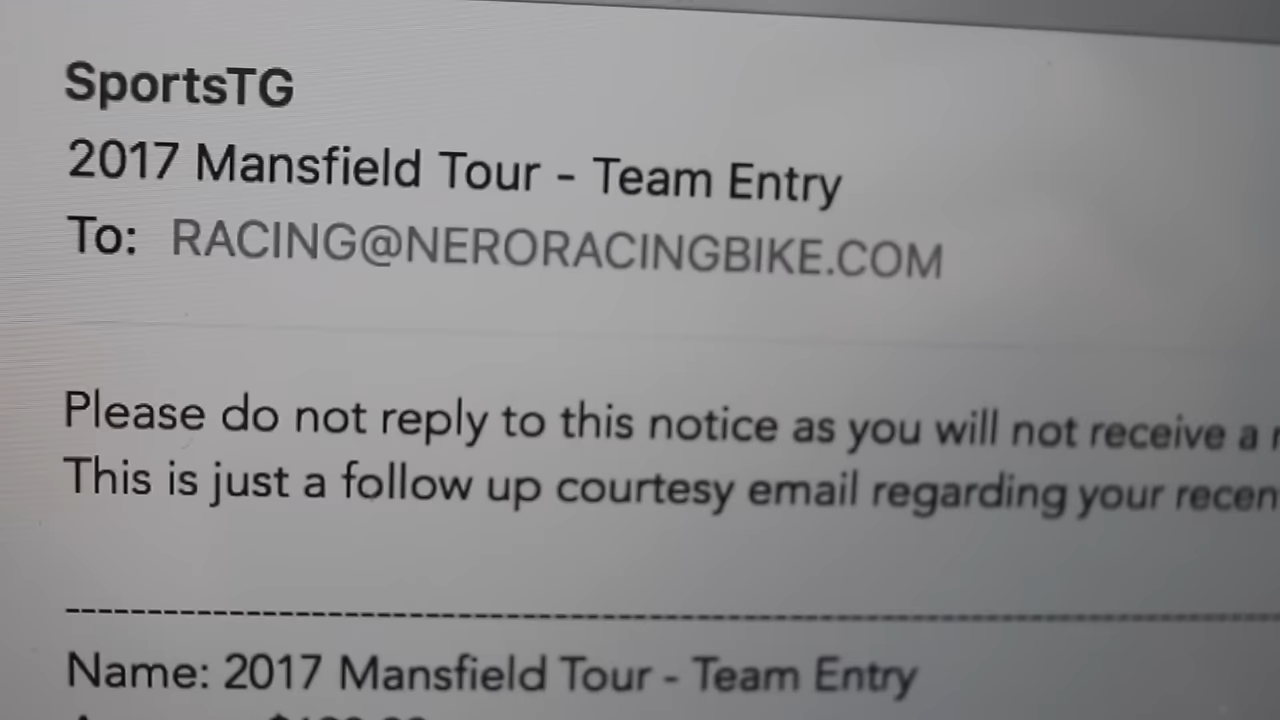 SportsTG
2017 Mansfield Tour - Team Entry
To: RACING@NERORACINGBIKE.COM
Please do not reply to this notice as you will not receive a
This is just a follow up courtesy email regarding your recen
--------------------------------------------------------------------------------
Name: 2017 Mansfield Tour - Team Entry